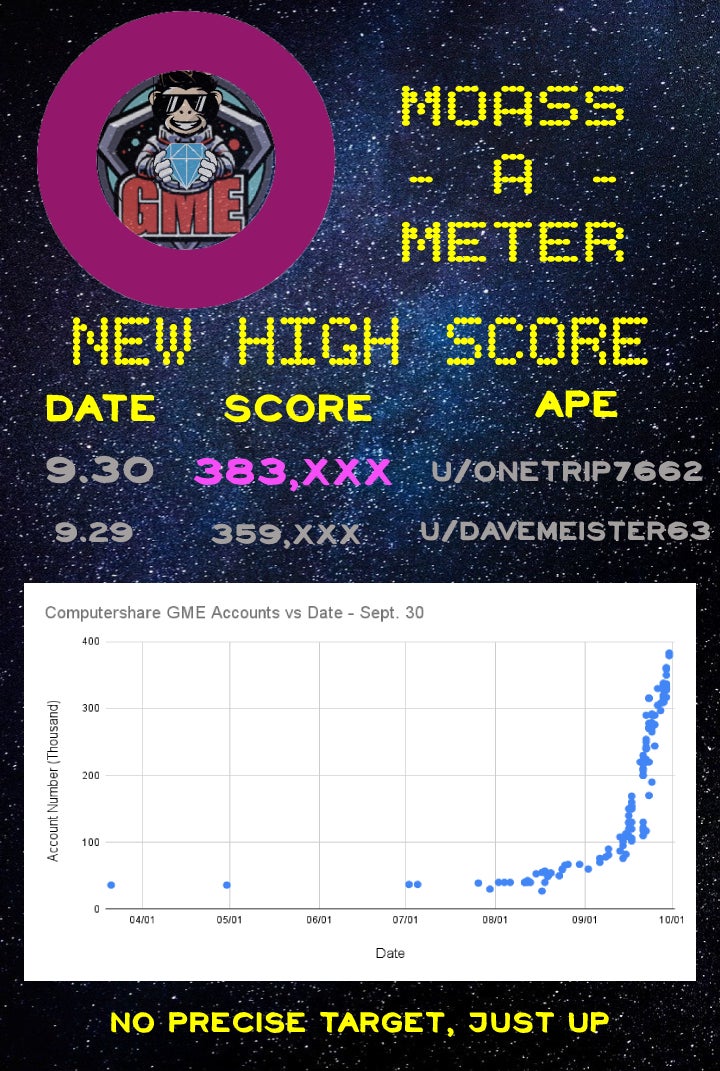 GME
MOASS
- A -
METER
NEW HIGH SCORE
DATE SCORE APE
9.30 383,XXX U/ONETRIP7662
9.29 359,XXX U/DAVEMEISTER63
Computershare GME Accounts vs Date - Sept. 30
Account Number (Thousand)
400
300
200
100
0
04/01 05/01 06/01 07/01 08/01 09/01 10/01
Date
NO PRECISE TARGET, JUST UP